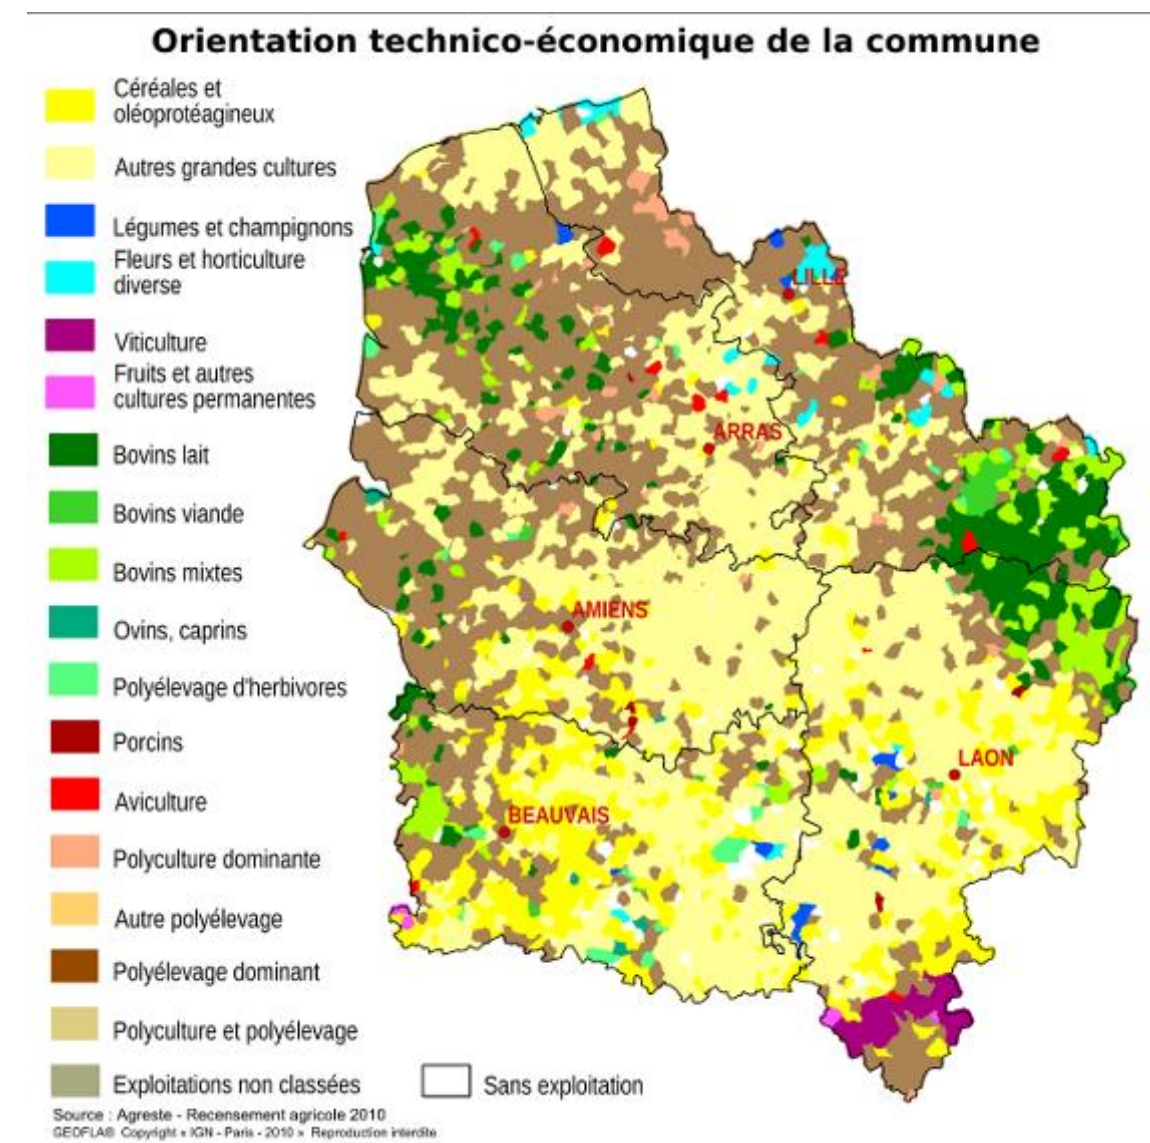 Orientation technico-économique de la commune
Céréales et
oléoprotéagineux
Autres grandes cultures
Légumes et champignons
Fleurs et horticulture
diverse
Viticulture
Fruits et autres
cultures permanentes
Bovins lait
Bovins viande
Bovins mixtes
Ovins, caprins
Polyélevage d'herbivores
Porcins
Aviculture
Polyculture dominante
Autre polyélevage
Polyélevage dominant
Polyculture et polyélevage
Exploitations non classées
Sans exploitation
LILLE
ARRAS
AMIENS
LAON
BEAUVAIS
Source : Agreste - Recensement agricole 2010
GEOFLA® Copyright « IGN - Paris - 2010 » Reproduction interdite